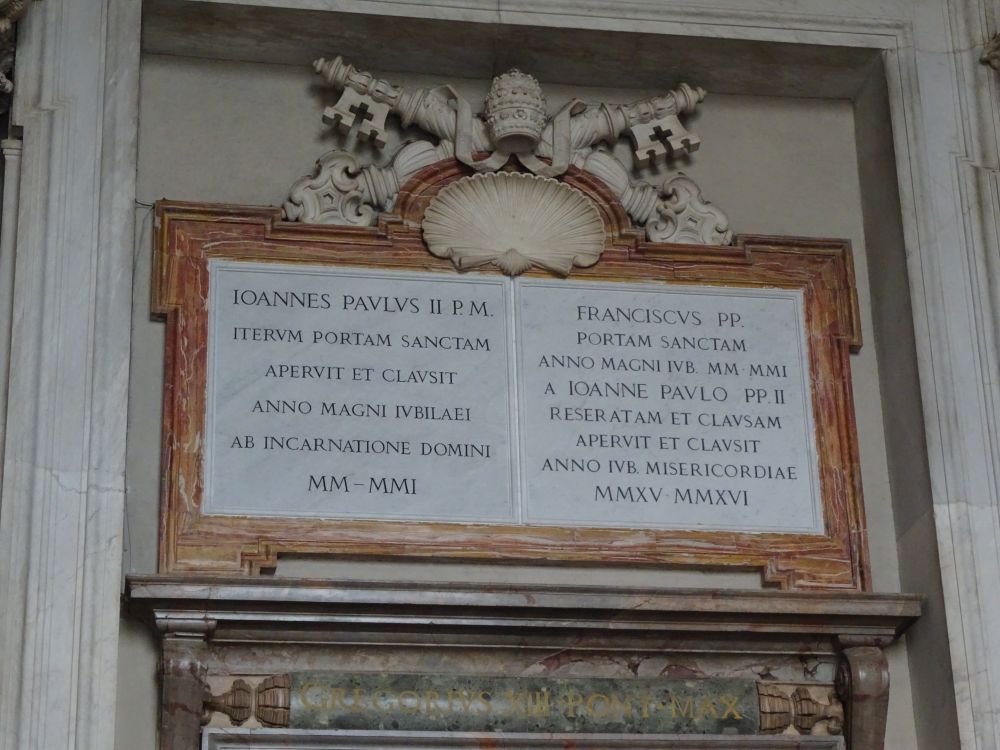 IOANNES PAVLVS II P.M.
ITERVM PORTAM SANCTAM
APERVIT ET CLAVSIT
ANNO MAGNI IVBILAEI
AB INCARNATIONE DOMINI
MM–MMI
FRANCISCVS PP.
PORTAM SANCTAM
ANNO MAGNI IVB. MM·MMI
A IOANNE PAVLO PP.II
RESERATAM ET CLAVSAM
APERVIT ET CLAVSIT
ANNO IVB. MISERICORDIAE
MMXV·MMXVI
GREGORIVS XIII PONT MAX